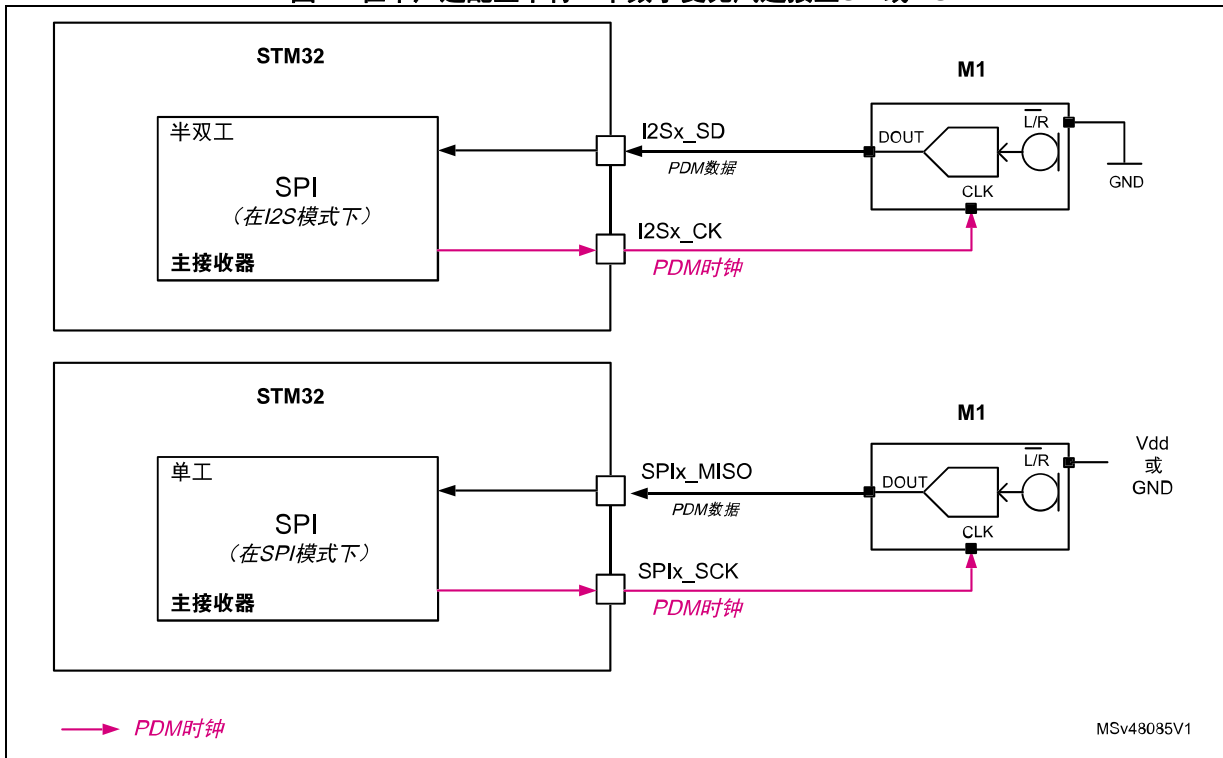 STM32
M1
半双工
SPI
（在I2S模式下）
主接收器
I2Sx_SD
PDM数据
I2Sx_CK
PDM时钟
DOUT
L/R
CLK
GND
STM32
M1
单工
SPI
（在SPI模式下）
主接收器
SPIx_MISO
PDM数据
SPIx_SCK
PDM时钟
DOUT
L/R
CLK
Vdd
或
GND
PDM时钟
MSv48085V1